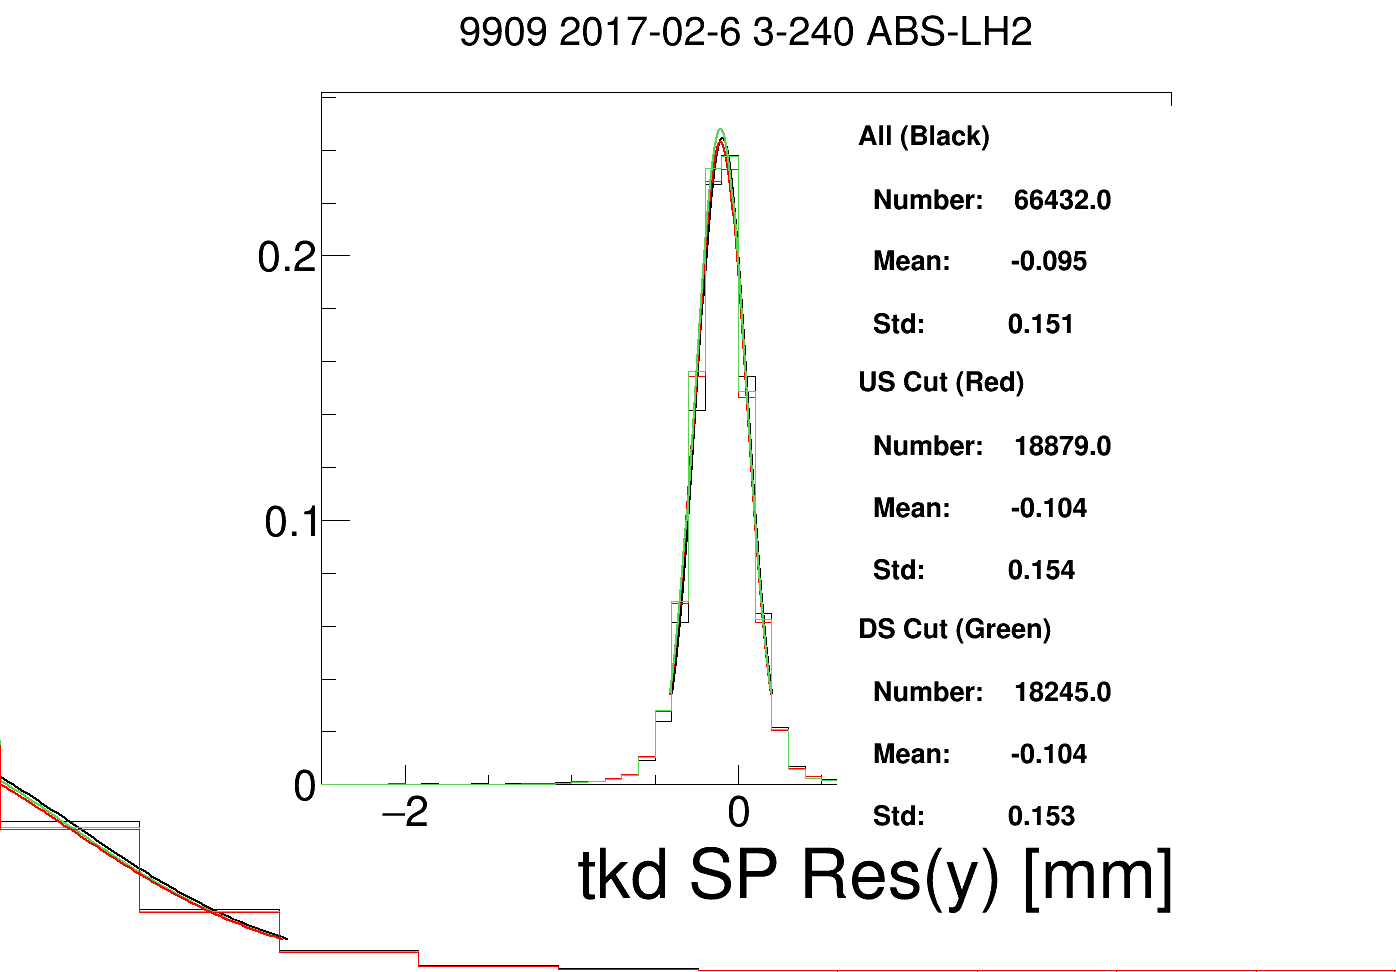 9909 2017-02-6 3-240 ABS-LH2
All (Black)
Number: 66432.0
Mean: -0.095
Std: 0.151
US Cut (Red)
Number: 18879.0
Mean: -0.104
Std: 0.154
DS Cut (Green)
Number: 18245.0
Mean: -0.104
Std: 0.153
0.2
0.1
0
−2 0
tkd SP Res(y) [mm]